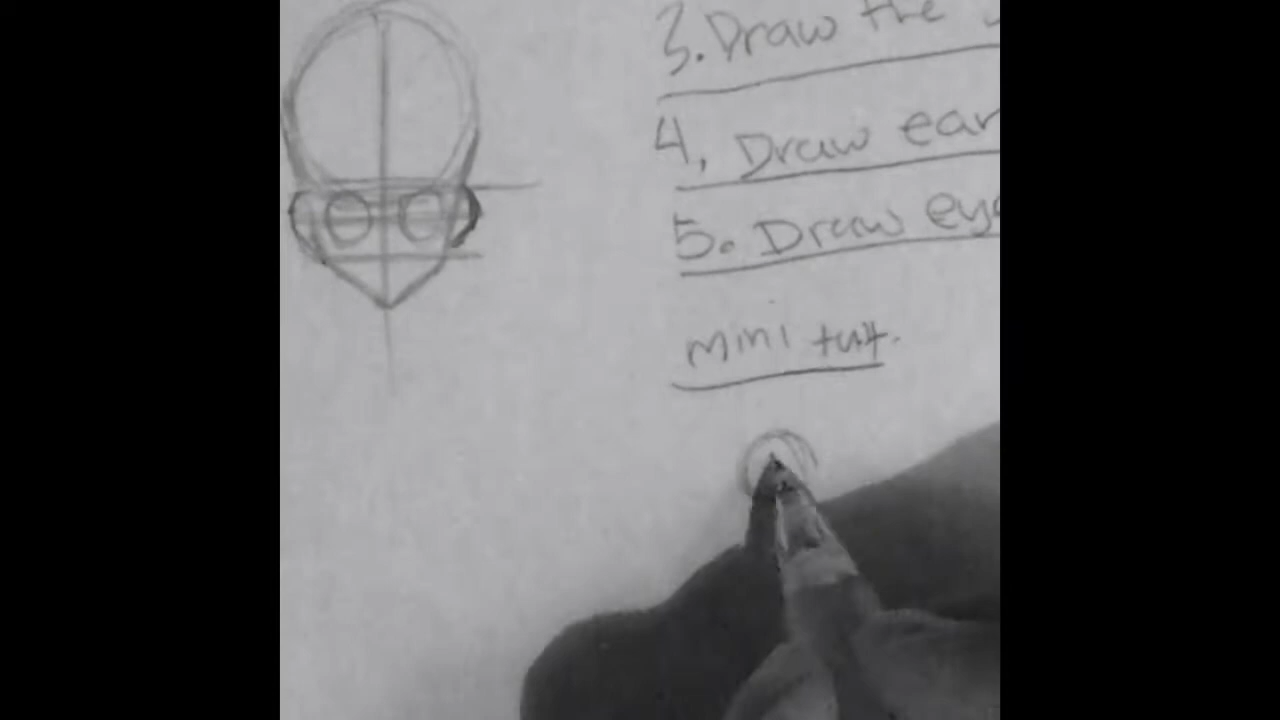 3. Draw the
4. Draw ear
5. Draw eye
mini tut.